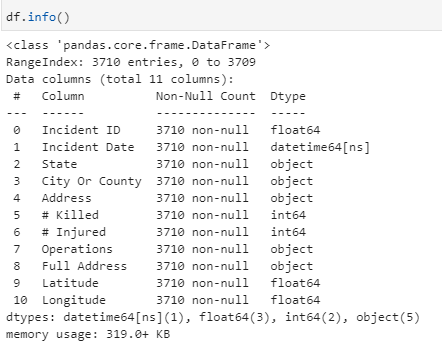 df.info()
<class 'pandas.core.frame.DataFrame'>
RangeIndex: 3710 entries, 0 to 3709
Data columns (total 11 columns):
 #   Column          Non-Null Count  Dtype
---  ------          --------------  -----
 0   Incident ID     3710 non-null   float64
 1   Incident Date   3710 non-null   datetime64[ns]
 2   State           3710 non-null   object
 3   City Or County  3710 non-null   object
 4   Address         3710 non-null   object
 5   # Killed        3710 non-null   int64
 6   # Injured       3710 non-null   int64
 7   Operations      3710 non-null   object
 8   Full Address    3710 non-null   object
 9   Latitude        3710 non-null   float64
 10  Longitude       3710 non-null   float64
dtypes: datetime64[ns](1), float64(3), int64(2), object(5)
memory usage: 319.0+ KB